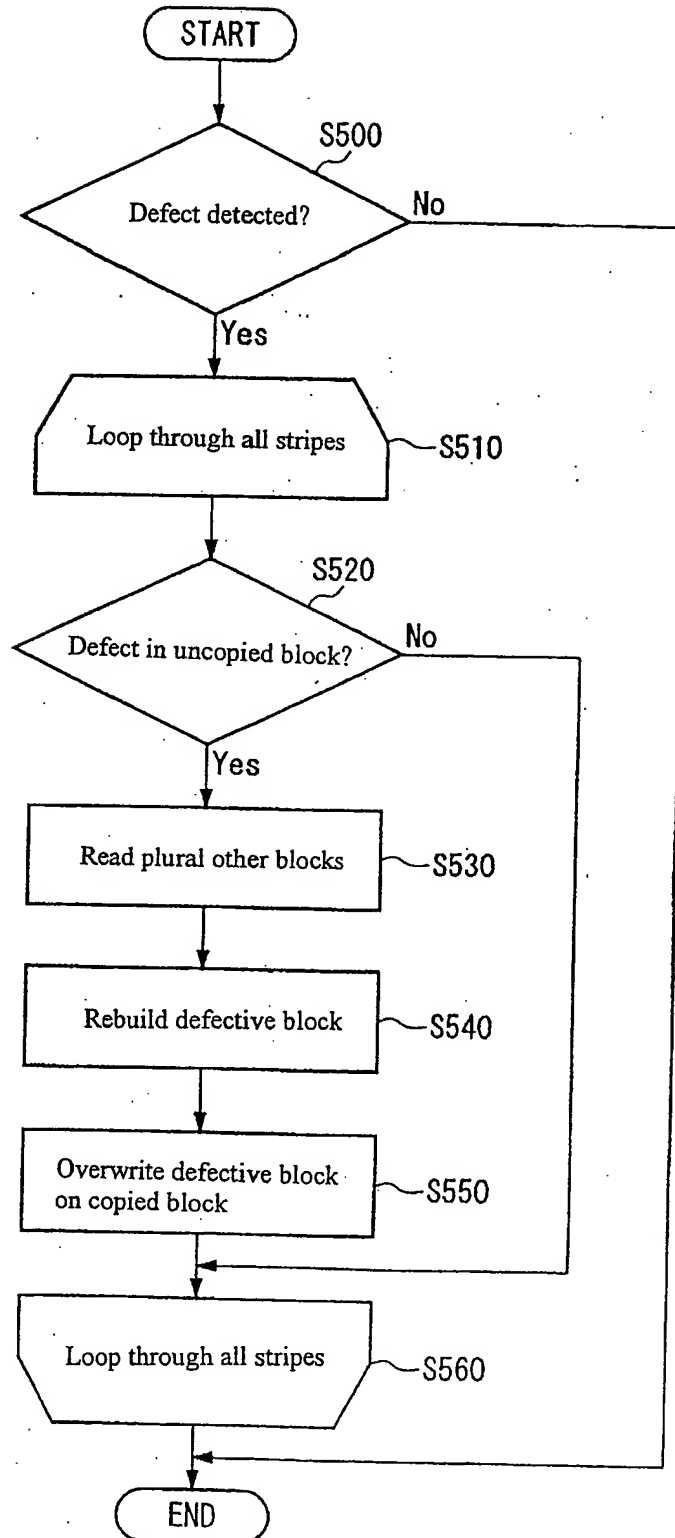 START
S500
Defect detected?
No
Yes
Loop through all stripes
S510
S520
Defect in uncopied block?
No
Yes
Read plural other blocks
S530
Rebuild defective block
S540
Overwrite defective block
on copied block
S550
Loop through all stripes
S560
END